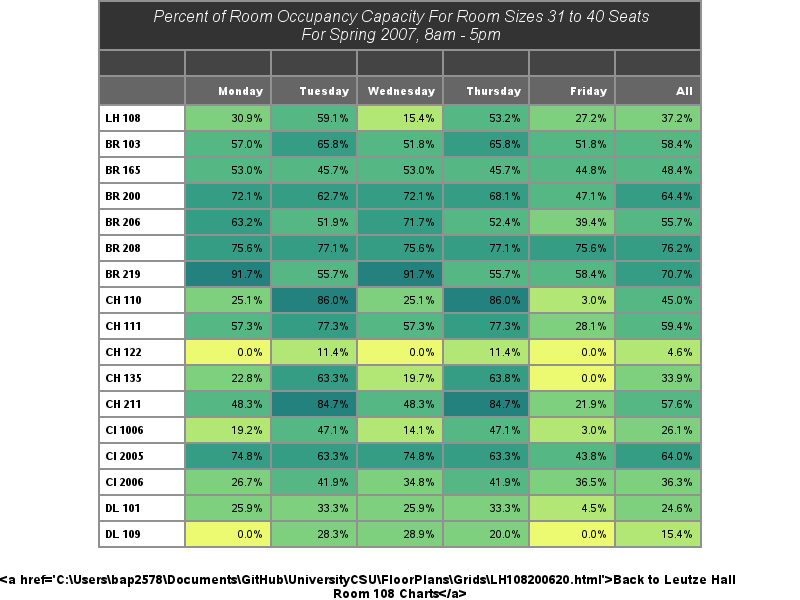 Percent of Room Occupancy Capacity For Room Sizes 31 to 40 Seats
For Spring 2007, 8am - 5pm
Monday Tuesday Wednesday Thursday Friday All
LH 108 30.9% 59.1% 15.4% 53.2% 27.2% 37.2%
BR 103 57.0% 65.8% 51.8% 65.8% 51.8% 58.4%
BR 165 53.0% 45.7% 53.0% 45.7% 44.8% 48.4%
BR 200 72.1% 62.7% 72.1% 68.1% 47.1% 64.4%
BR 206 63.2% 51.9% 71.7% 52.4% 39.4% 55.7%
BR 208 75.6% 77.1% 75.6% 77.1% 75.6% 76.2%
BR 219 91.7% 55.7% 91.7% 55.7% 58.4% 70.7%
CH 110 25.1% 86.0% 25.1% 86.0% 3.0% 45.0%
CH 111 57.3% 77.3% 57.3% 77.3% 28.1% 59.4%
CH 122 0.0% 11.4% 0.0% 11.4% 0.0% 4.6%
CH 135 22.8% 63.3% 19.7% 63.8% 0.0% 33.9%
CH 211 48.3% 84.7% 48.3% 84.7% 21.9% 57.6%
CI 1006 19.2% 47.1% 14.1% 47.1% 3.0% 26.1%
CI 2005 74.8% 63.3% 74.8% 63.3% 43.8% 64.0%
CI 2006 26.7% 41.9% 34.8% 41.9% 36.5% 36.3%
DL 101 25.9% 33.3% 25.9% 33.3% 4.5% 24.6%
DL 109 0.0% 28.3% 28.9% 20.0% 0.0% 15.4%
<a href='C:\Users\bap2578\Documents\GitHub\UniversityCSU\FloorPlans\Grids\LH108200620.html'>Back to Leutze Hall
Room 108 Charts</a>